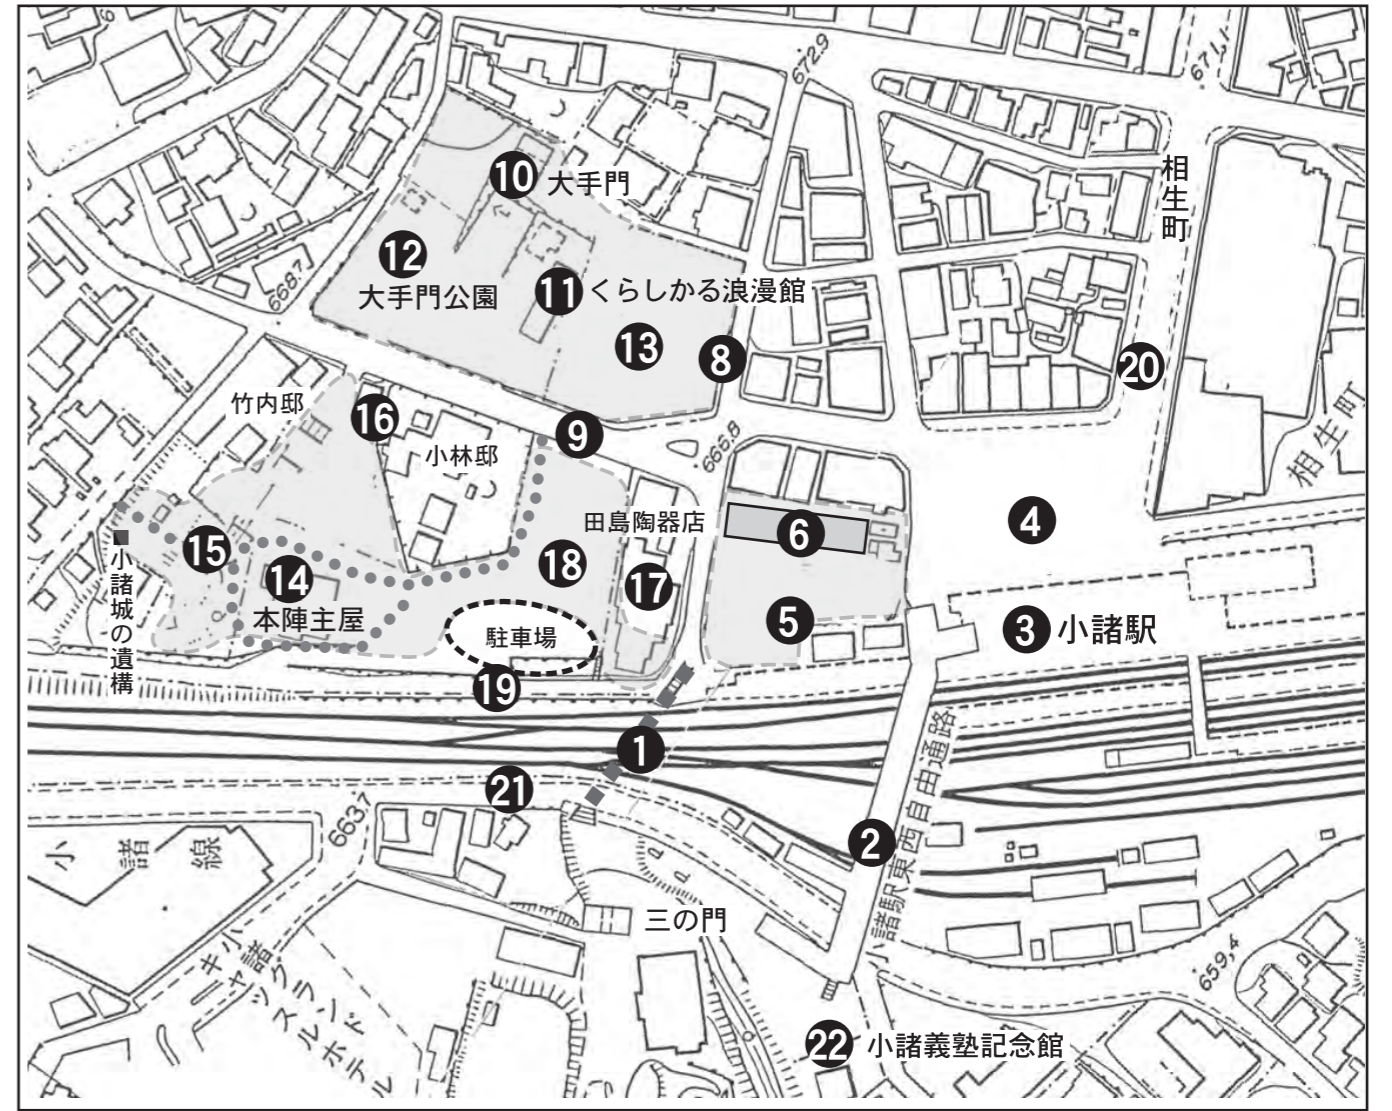 672.9
671.1
相生町
10 大手門
12
大手門公園
11 くらしかる浪漫館
13
8
20
668.7
竹内邸
16
9
小林邸
666.8
相生町
田島陶器店
6
4
15
18
14
本陣主屋
17
5
3 小諸駅
小諸城の遺構
駐車場
19
1
小諸駅東西自由通路
21
2
663.7
小諸線
三の門
小諸グランドキャッスルホテル
659.4
22 小諸義塾記念館